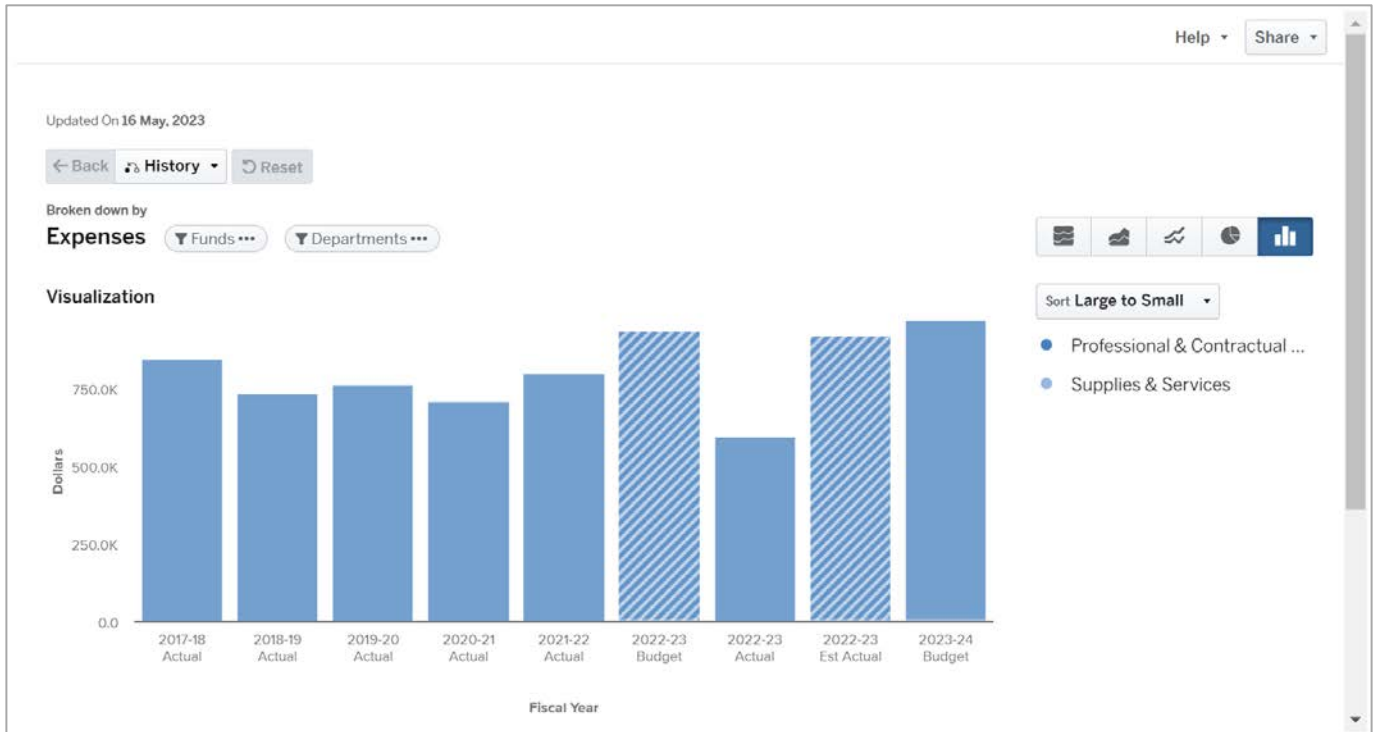 Help Share
Updated On 16 May, 2023
Back History Reset
Broken down by
Expenses Funds ••• Departments •••
Visualization
Sort Large to Small
Professional & Contractual ...
Supplies & Services
Dollars
750.0K
500.0K
250.0K
0.0
2017-18 2018-19 2019-20 2020-21 2021-22 2022-23 2022-23 2022-23 2023-24
Actual Actual Actual Actual Actual Budget Actual Est Actual Budget
Fiscal Year